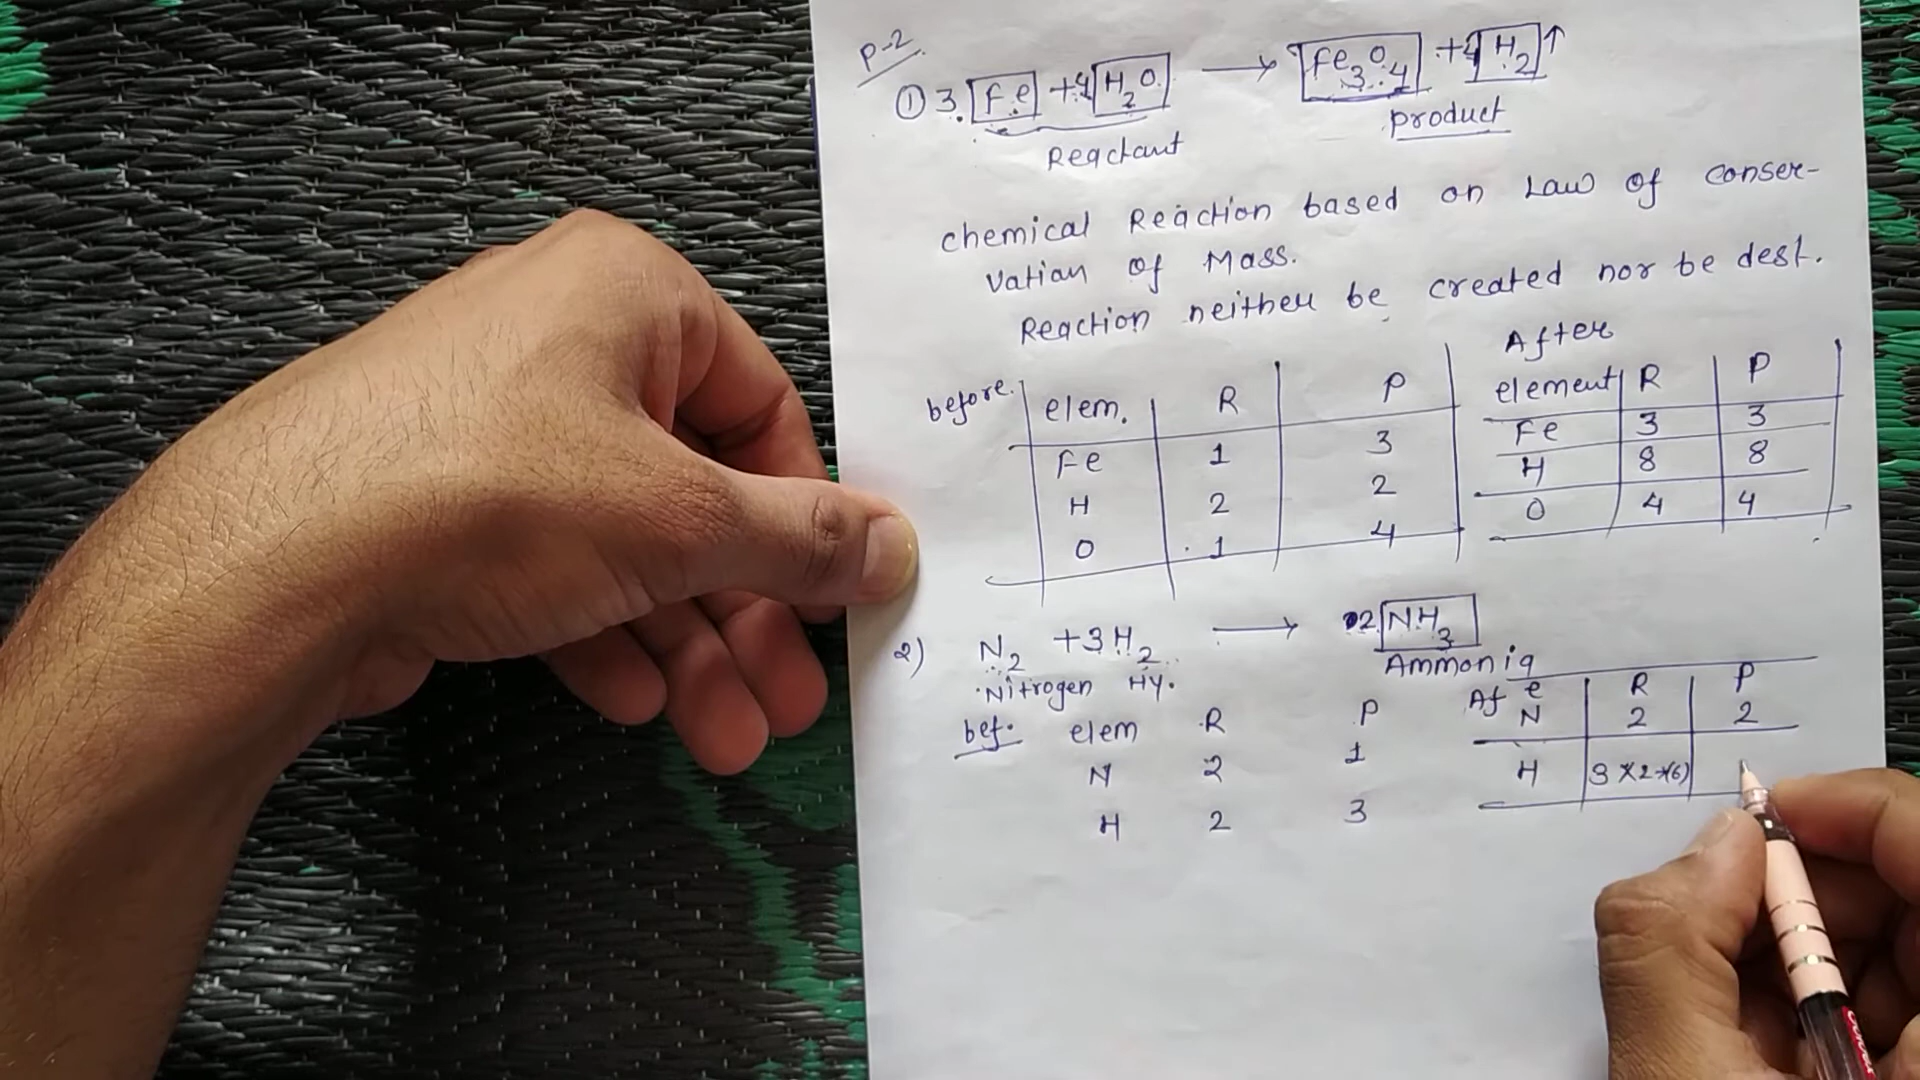 P-2
① 3 Fe + 4 H2O → Fe3O4 + 4 H2 ↑
Reactant product
chemical Reaction based on Law of conser-
vation of Mass.
Reaction neither be created nor be dest.
before. After
elem. R P
Fe 1 3
H 2 2
O 1 4
element R P
Fe 3 3
H 8 8
O 4 4
2) N2 + 3H2 → 2 NH3
Nitrogen Hy. Ammonia
bef. elem R P
N 2 1
H 2 3
Af e R P
N 2 2
H 3×2→(6)